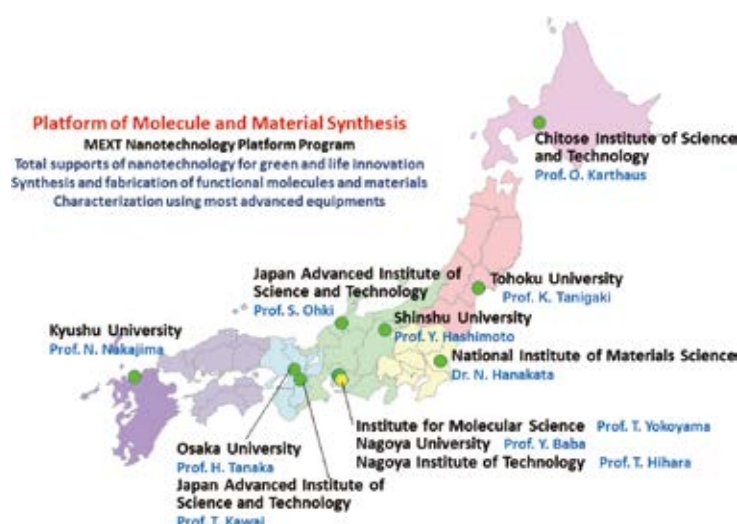 Platform of Molecule and Material Synthesis
MEXT Nanotechnology Platform Program
Total supports of nanotechnology for green and life innovation
Synthesis and fabrication of functional molecules and materials
Characterization using most advanced equipments
Chitose Institute of Science
and Technology
Prof. O. Karthaus
Japan Advanced Institute of
Science and Technology
Prof. S. Ohki
Tohoku University
Prof. K. Tanigaki
Shinshu University
Prof. Y. Hashimoto
Kyushu University
Prof. N. Nakajima
National Institute of Materials Science
Dr. N. Hanakata
Institute for Molecular Science Prof. T. Yokoyama
Nagoya University Prof. Y. Baba
Nagoya Institute of Technology Prof. T. Hihara
Osaka University
Prof. H. Tanaka
Japan Advanced Institute of
Science and Technology
Prof. T. Kawai